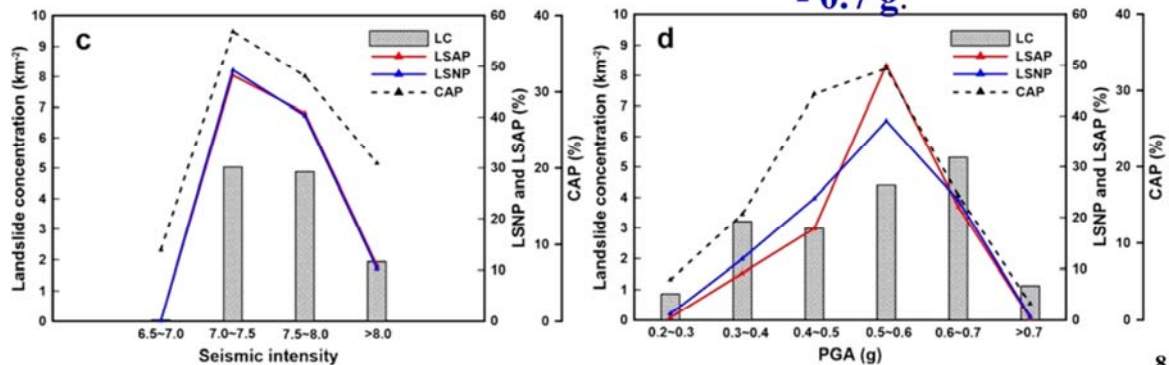 - 0.7 g.
c
LC
LSAP
LSNP
CAP
Landslide concentration (km⁻²)
10
9
8
7
6
5
4
3
2
1
0
6.5~7.0 7.0~7.5 7.5~8.0 >8.0
Seismic intensity
60
50
40
30
20
10
0
LSNP and LSAP (%)
40
30
20
10
0
CAP (%)
d
LC
LSAP
LSNP
CAP
Landslide concentration (km⁻²)
10
9
8
7
6
5
4
3
2
1
0
0.2~0.3 0.3~0.4 0.4~0.5 0.5~0.6 0.6~0.7 >0.7
PGA (g)
60
50
40
30
20
10
0
LSNP and LSAP (%)
40
30
20
10
0
CAP (%)
8